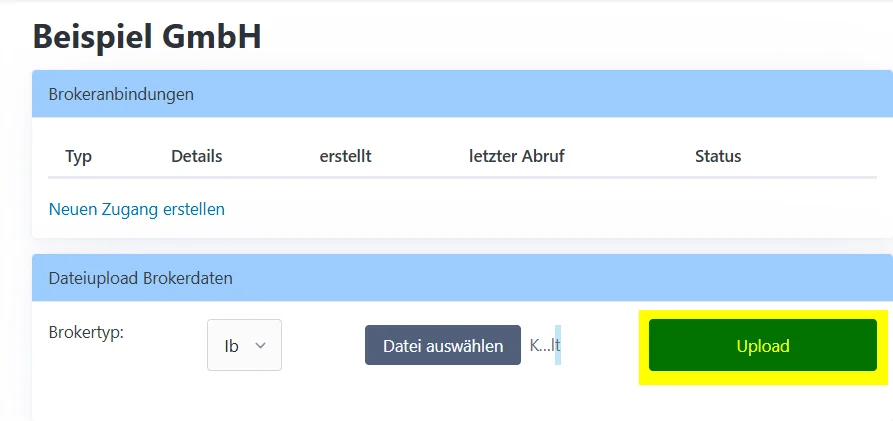 Beispiel GmbH
Brokeranbindungen
Typ Details erstellt letzter Abruf Status
Neuen Zugang erstellen
Dateiupload Brokerdaten
Brokertyp: Ib Datei auswählen K...lt Upload